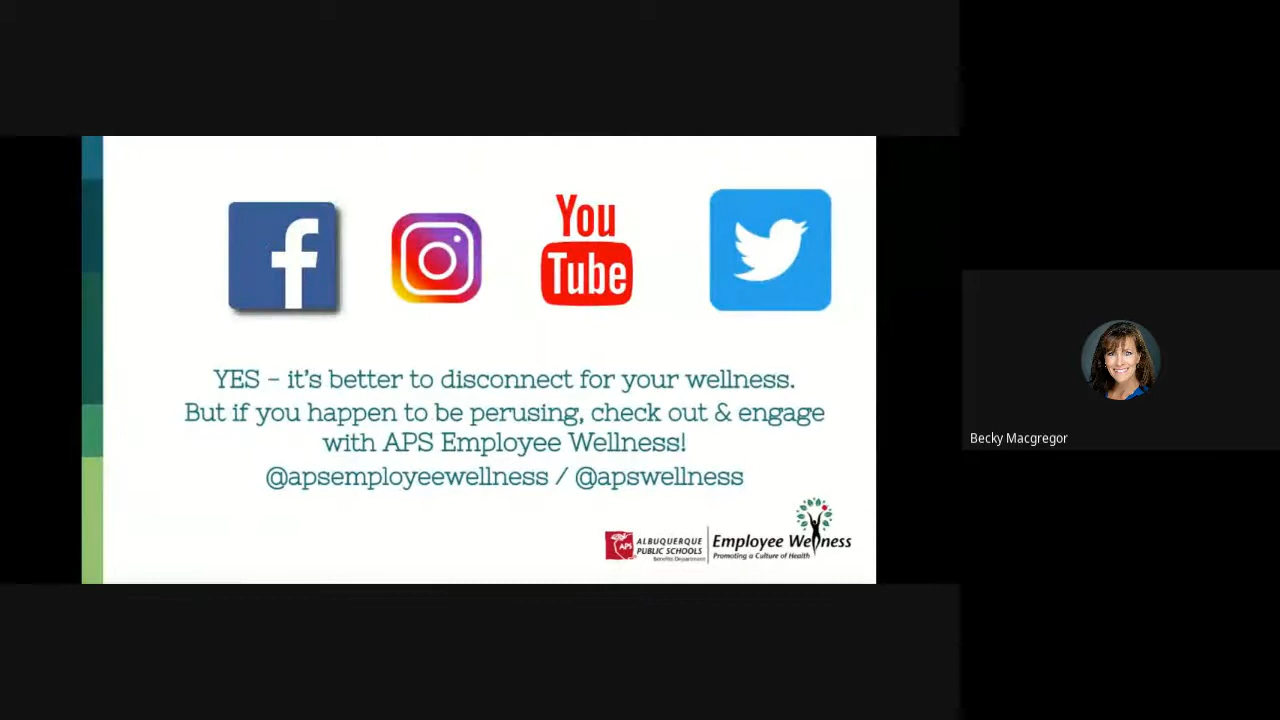 You
Tube
YES – it's better to disconnect for your wellness.
But if you happen to be perusing, check out & engage
with APS Employee Wellness!
@apsemployeewellness / @apswellness
APS
ALBUQUERQUE
PUBLIC SCHOOLS
Benefits Department
Employee Wellness
Promoting a Culture of Health
Becky Macgregor